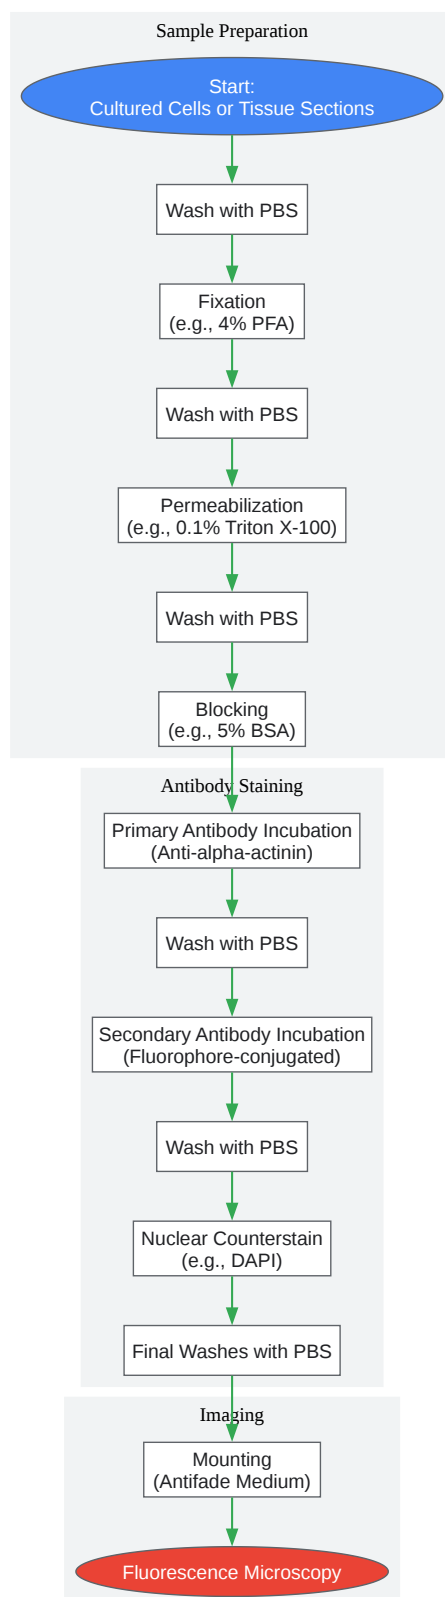 Sample Preparation
Start:
Cultured Cells or Tissue Sections
Wash with PBS
Fixation
(e.g., 4% PFA)
Wash with PBS
Permeabilization
(e.g., 0.1% Triton X-100)
Wash with PBS
Blocking
(e.g., 5% BSA)
Antibody Staining
Primary Antibody Incubation
(Anti-alpha-actinin)
Wash with PBS
Secondary Antibody Incubation
(Fluorophore-conjugated)
Wash with PBS
Nuclear Counterstain
(e.g., DAPI)
Final Washes with PBS
Imaging
Mounting
(Antifade Medium)
Fluorescence Microscopy